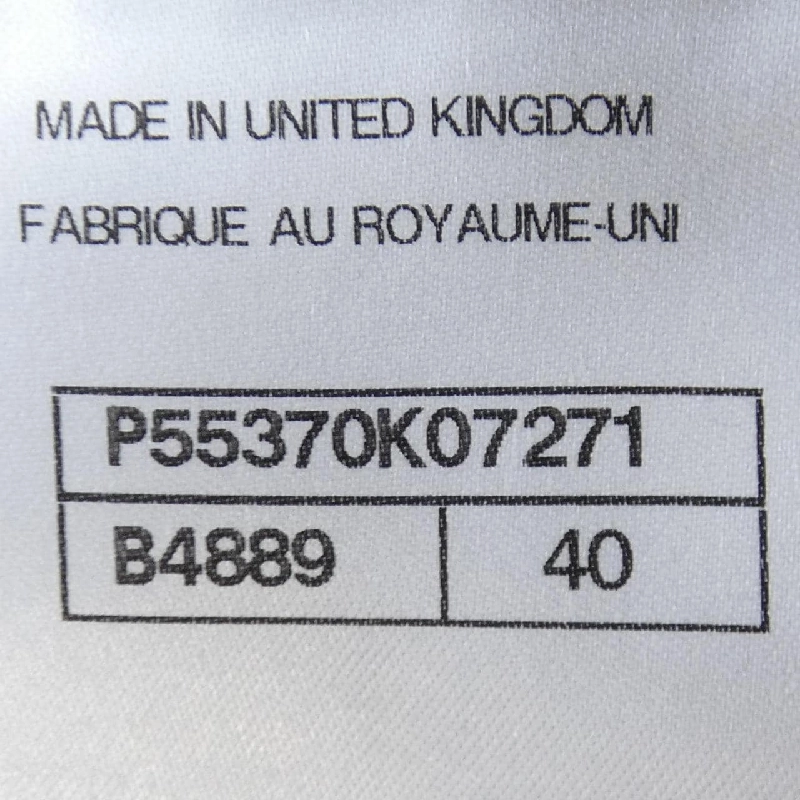 MADE IN UNITED KINGDOM
FABRIQUE AU ROYAUME-UNI
P55370K07271
B4889 40